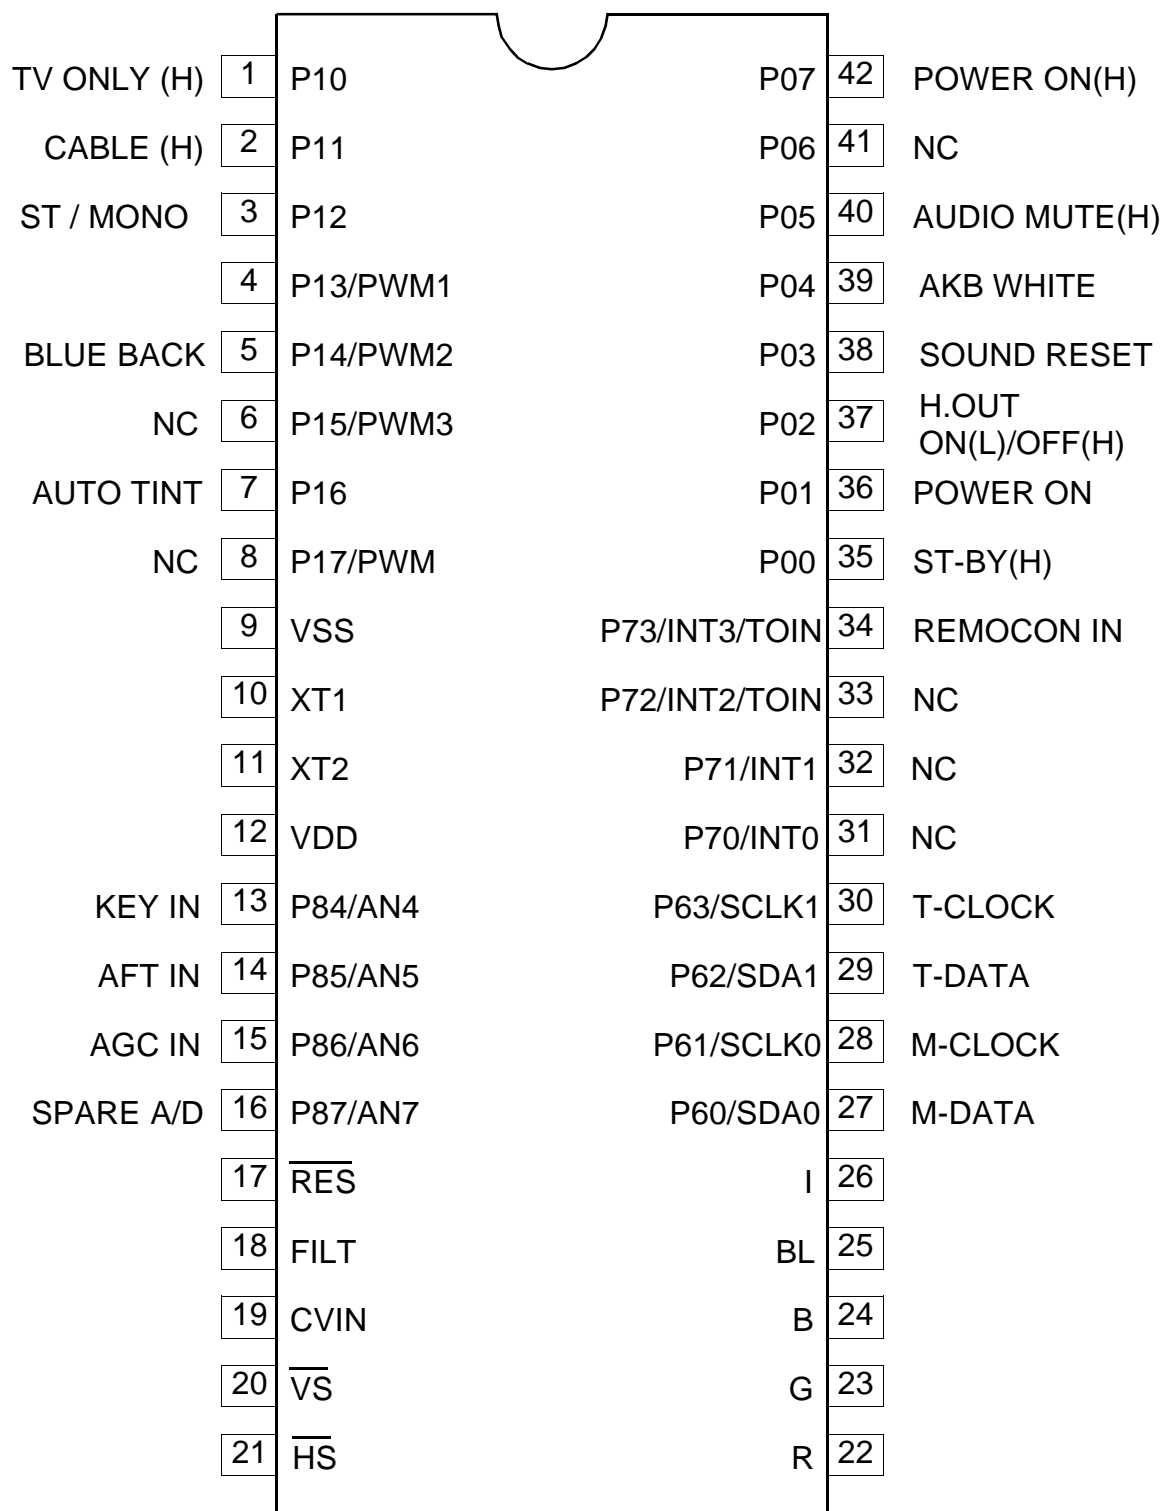 TV ONLY (H) 1 P10 P07 42 POWER ON(H)
CABLE (H) 2 P11 P06 41 NC
ST / MONO 3 P12 P05 40 AUDIO MUTE(H)
4 P13/PWM1 P04 39 AKB WHITE
BLUE BACK 5 P14/PWM2 P03 38 SOUND RESET
NC 6 P15/PWM3 P02 37 H.OUT
ON(L)/OFF(H)
AUTO TINT 7 P16 P01 36 POWER ON
NC 8 P17/PWM P00 35 ST-BY(H)
9 VSS P73/INT3/TOIN 34 REMOCON IN
10 XT1 P72/INT2/TOIN 33 NC
11 XT2 P71/INT1 32 NC
12 VDD P70/INT0 31 NC
KEY IN 13 P84/AN4 P63/SCLK1 30 T-CLOCK
AFT IN 14 P85/AN5 P62/SDA1 29 T-DATA
AGC IN 15 P86/AN6 P61/SCLK0 28 M-CLOCK
SPARE A/D 16 P87/AN7 P60/SDA0 27 M-DATA
17 R̅E̅S̅ I 26
18 FILT BL 25
19 CVIN B 24
20 V̅S̅ G 23
21 H̅S̅ R 22